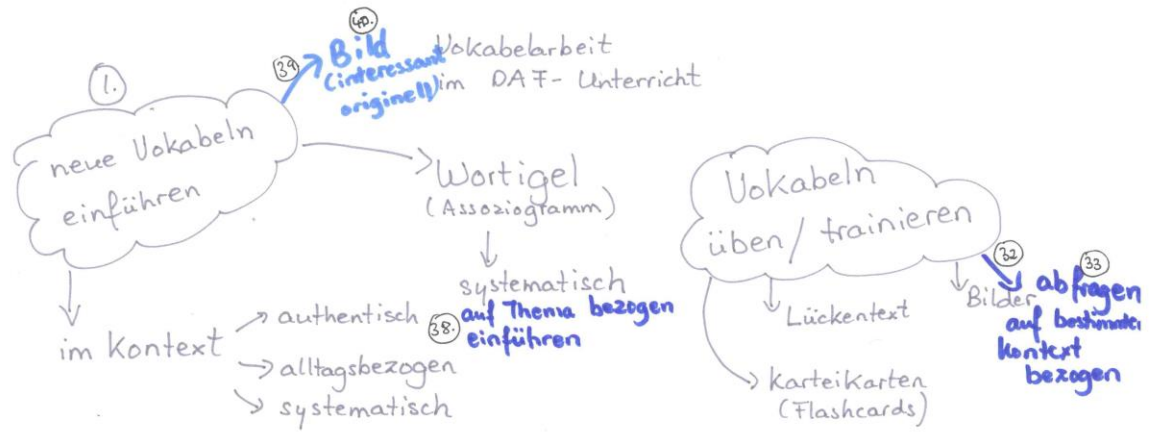 Vokabelarbeit
im DAF-Unterricht
1.
neue Vokabeln
einführen
39
40.
Bild
(interessant
originell)
Wortigel
(Assoziogramm)
systematisch
38.
auf Thema bezogen
einführen
im Kontext
authentisch
alltagsbezogen
systematisch
Vokabeln
üben / trainieren
Lückentext
Karteikarten
(Flashcards)
Bilder
32
33
abfragen
auf bestimmte
Kontext
bezogen